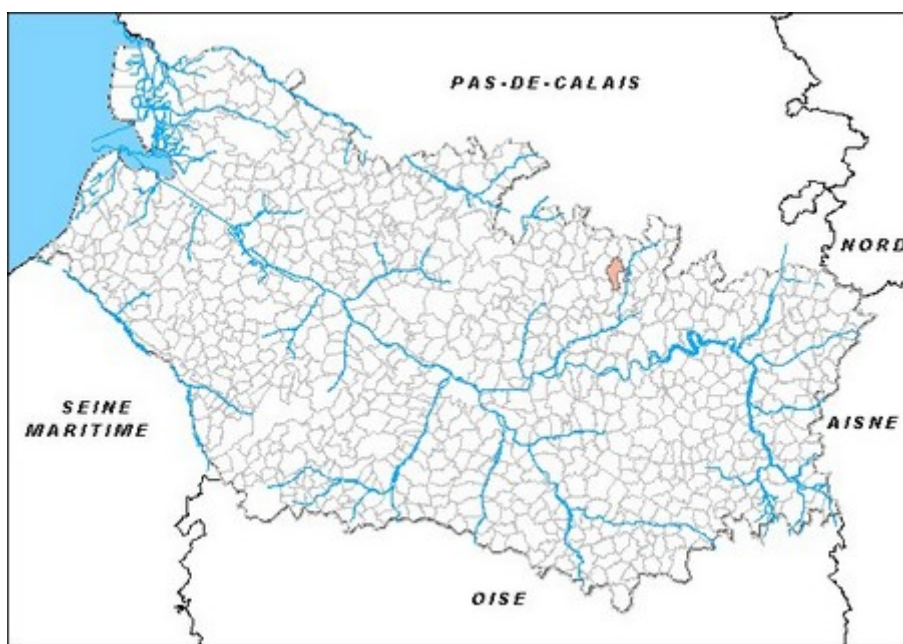 PAS-DE-CALAIS
NORD
SEINE
MARITIME
AISNE
OISE